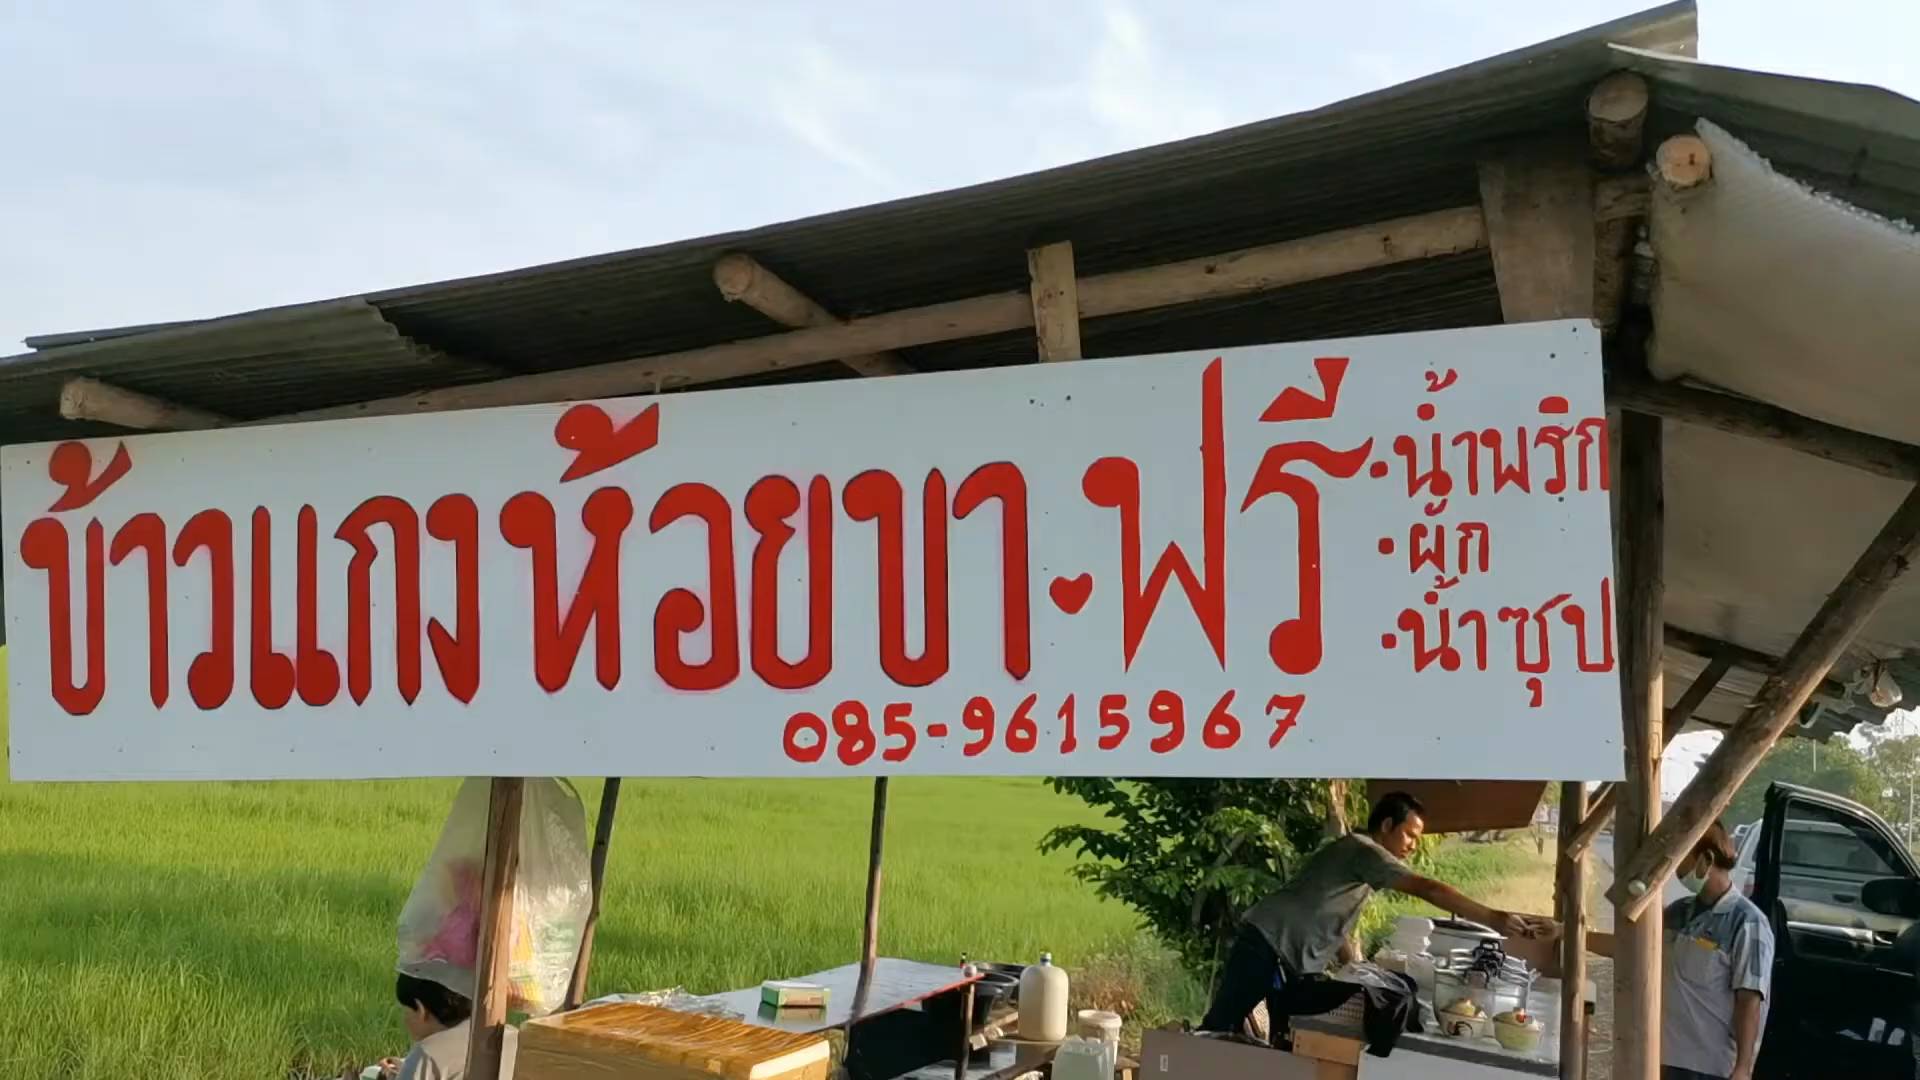 ข้าวแกงห้อยขา ฟรี
• น้ำพริก
• ผัก
• น้ำซุป
085-9615967